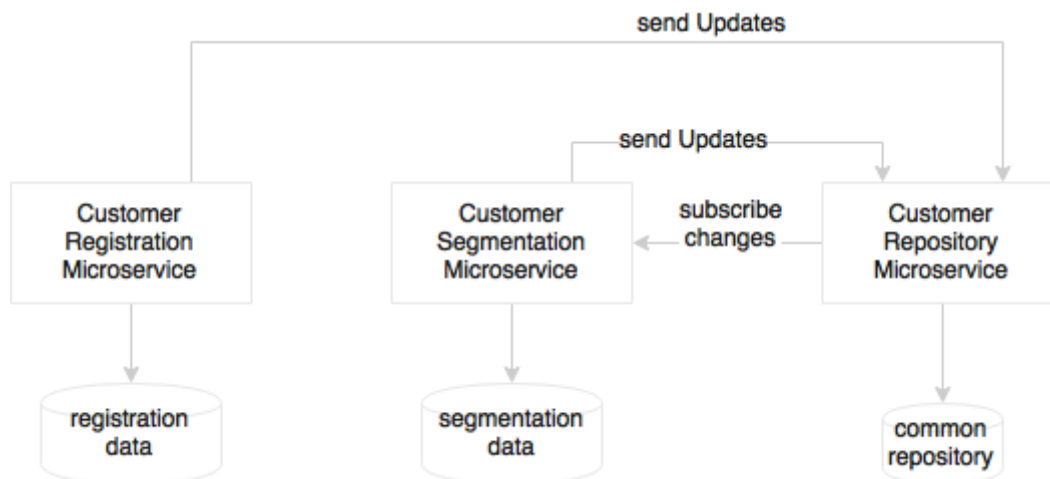 send Updates
send Updates
Customer
Registration
Microservice
Customer
Segmentation
Microservice
subscribe
changes
Customer
Repository
Microservice
registration
data
segmentation
data
common
repository